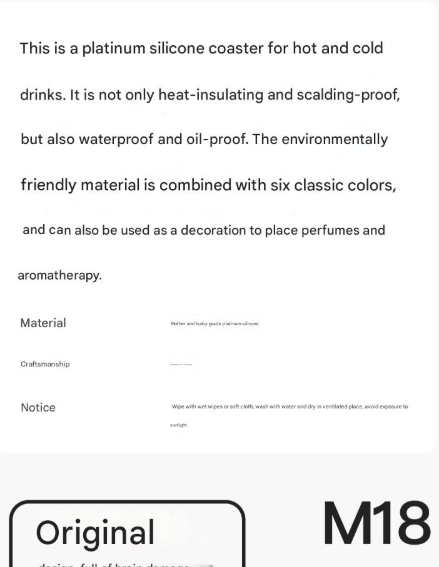 This is a platinum silicone coaster for hot and cold
drinks. It is not only heat-insulating and scalding-proof,
but also waterproof and oil-proof. The environmentally
friendly material is combined with six classic colors,
and can also be used as a decoration to place perfumes and
aromatherapy.
Material
Mother and baby grade platinum silicone
Craftsmanship
Notice
Wipe with wet wipes or soft cloth, wash with water and dry in ventilated place, avoid exposure to
sunlight.
Original
M18
design, full of brain damage